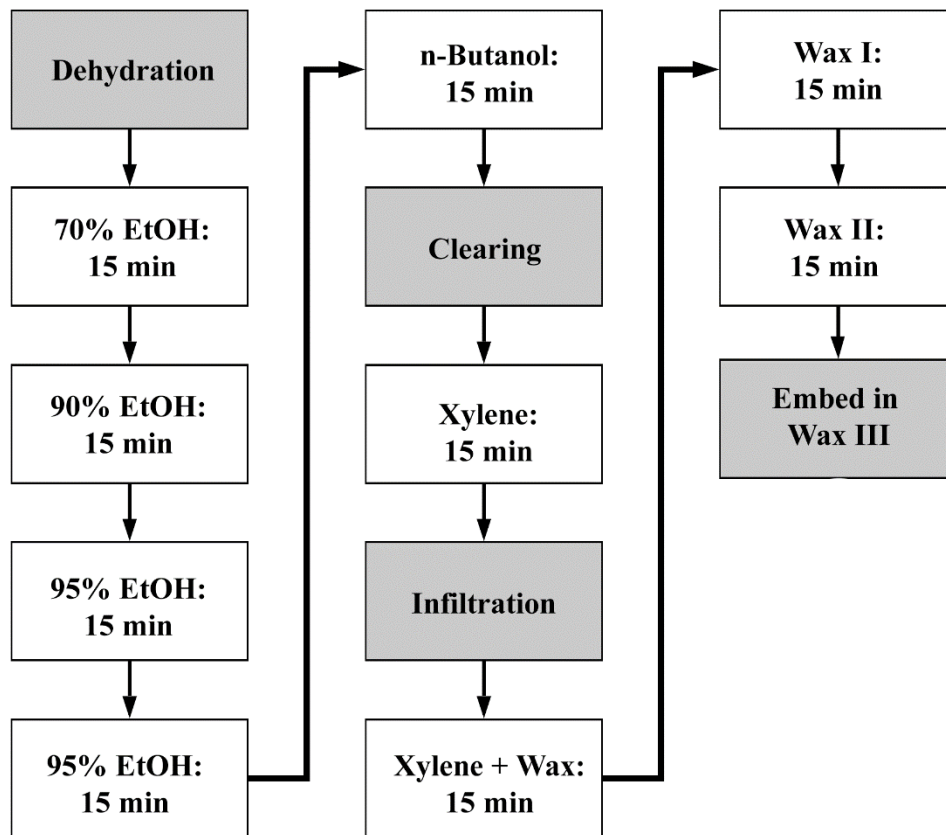 Dehydration
70% EtOH:
15 min
90% EtOH:
15 min
95% EtOH:
15 min
95% EtOH:
15 min
n-Butanol:
15 min
Clearing
Xylene:
15 min
Infiltration
Xylene + Wax:
15 min
Wax I:
15 min
Wax II:
15 min
Embed in
Wax III